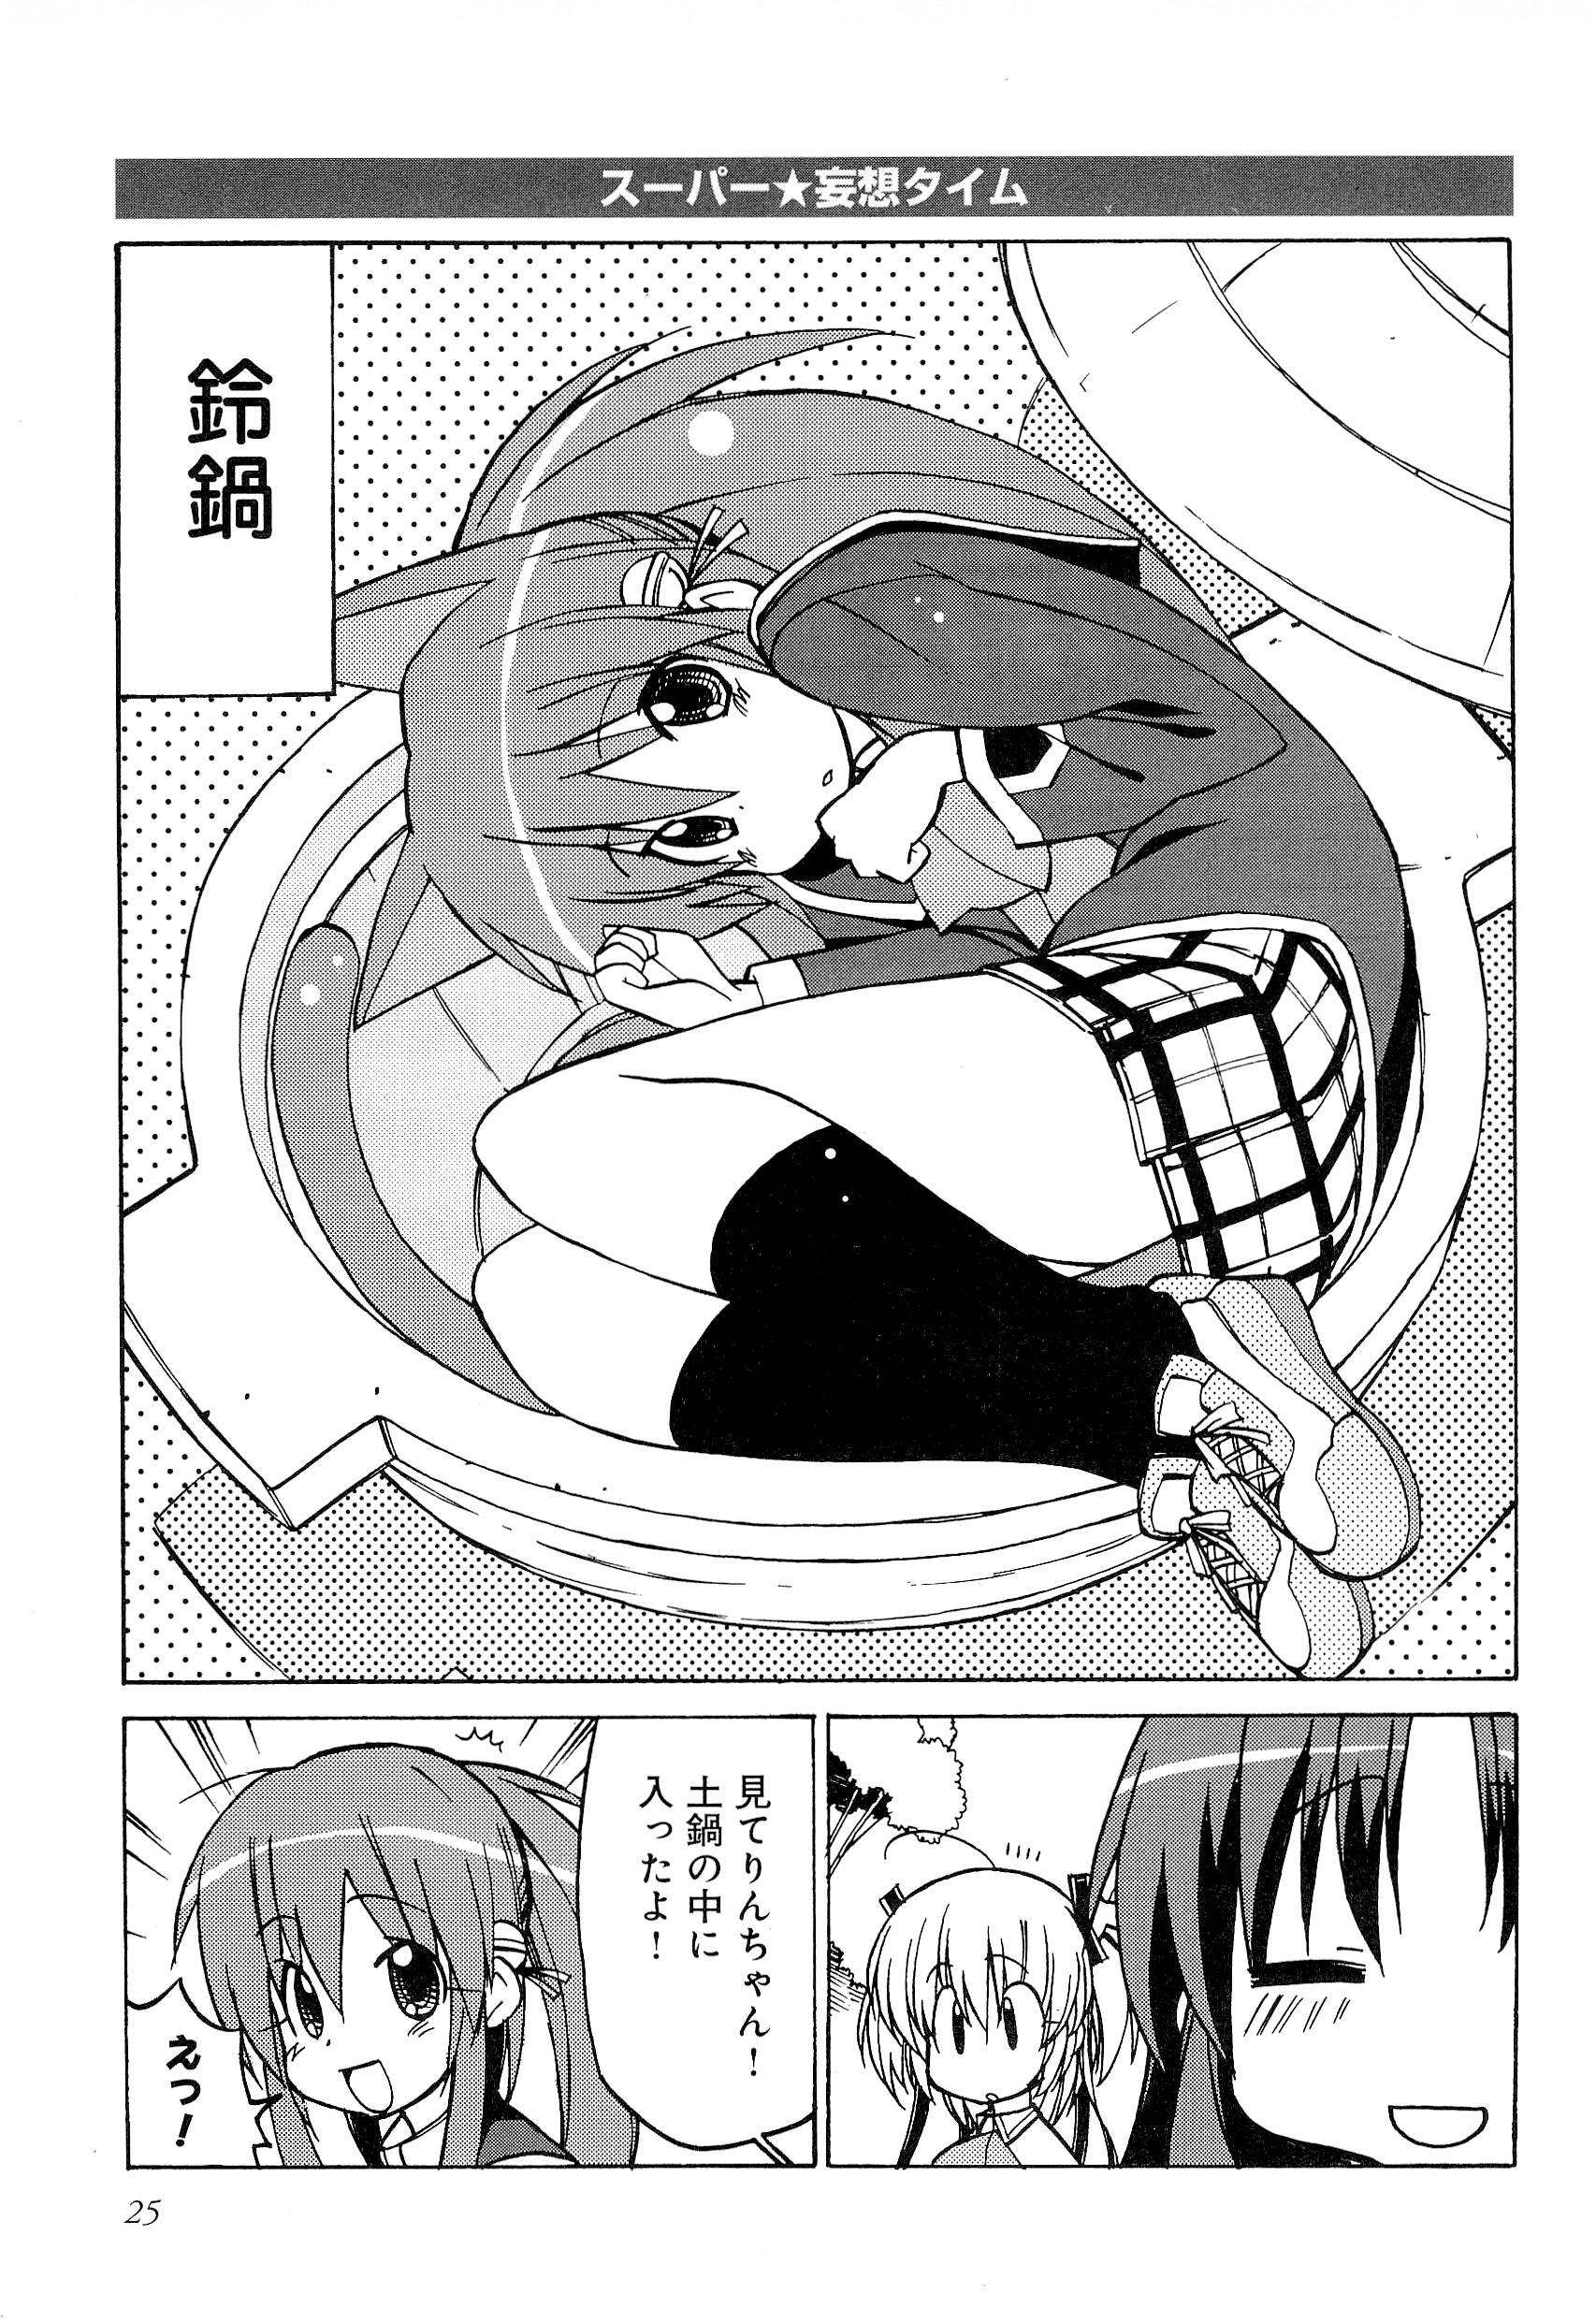 スーパー★妄想タイム
鈴鍋
見てりんちゃん！
土鍋の中に
入ったよ！
えっ！
25